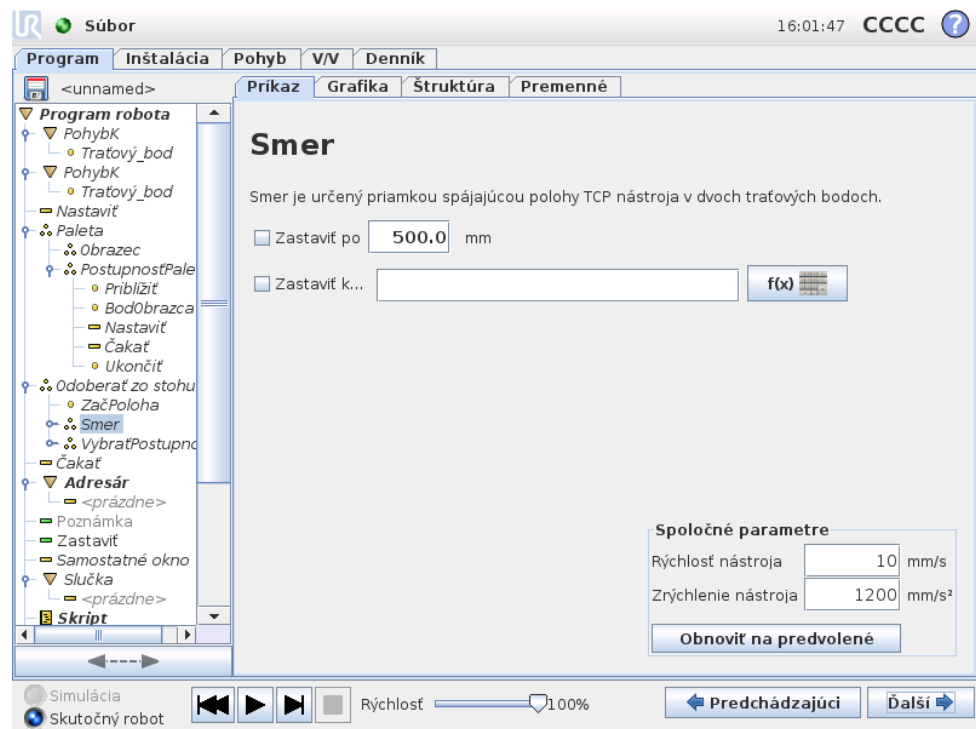 Súbor
16:01:47 CCCC ?
Program Inštalácia Pohyb V/V Denník
<unnamed>
Príkaz Grafika Štruktúra Premenné
Program robota
PohybK
Traťový_bod
PohybK
Traťový_bod
Nastaviť
Paleta
Obrazec
PostupnosťPale
Priblížiť
BodObrazca
Nastaviť
Čakať
Ukončiť
Odoberať zo stohu
ZačPoloha
Smer
VybraťPostupno
Čakať
Adresár
<prázdne>
Poznámka
Zastaviť
Samostatné okno
Slučka
<prázdne>
Skript
Smer
Smer je určený priamkou spájajúcou polohy TCP nástroja v dvoch traťových bodoch.
Zastaviť po 500.0 mm
Zastaviť k... f(x)
Spoločné parametre
Rýchlosť nástroja 10 mm/s
Zrýchlenie nástroja 1200 mm/s²
Obnoviť na predvolené
Simulácia
Skutočný robot
Rýchlosť 100%
Predchádzajúci Ďalší